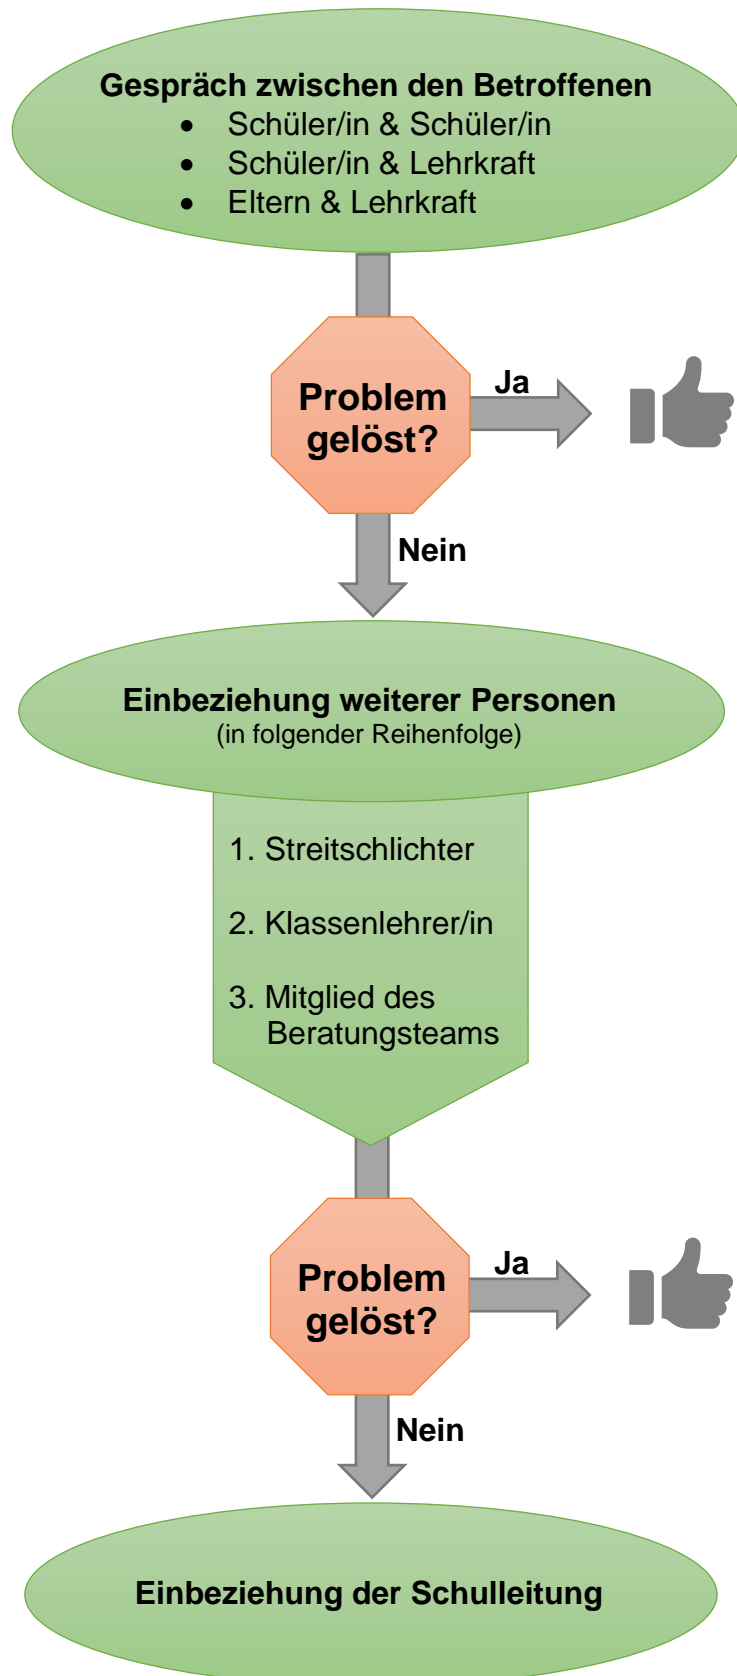 Gespräch zwischen den Betroffenen
• Schüler/in & Schüler/in
• Schüler/in & Lehrkraft
• Eltern & Lehrkraft
Problem
gelöst?
Ja
Nein
Einbeziehung weiterer Personen
(in folgender Reihenfolge)
1. Streitschlichter
2. Klassenlehrer/in
3. Mitglied des
Beratungsteams
Problem
gelöst?
Ja
Nein
Einbeziehung der Schulleitung